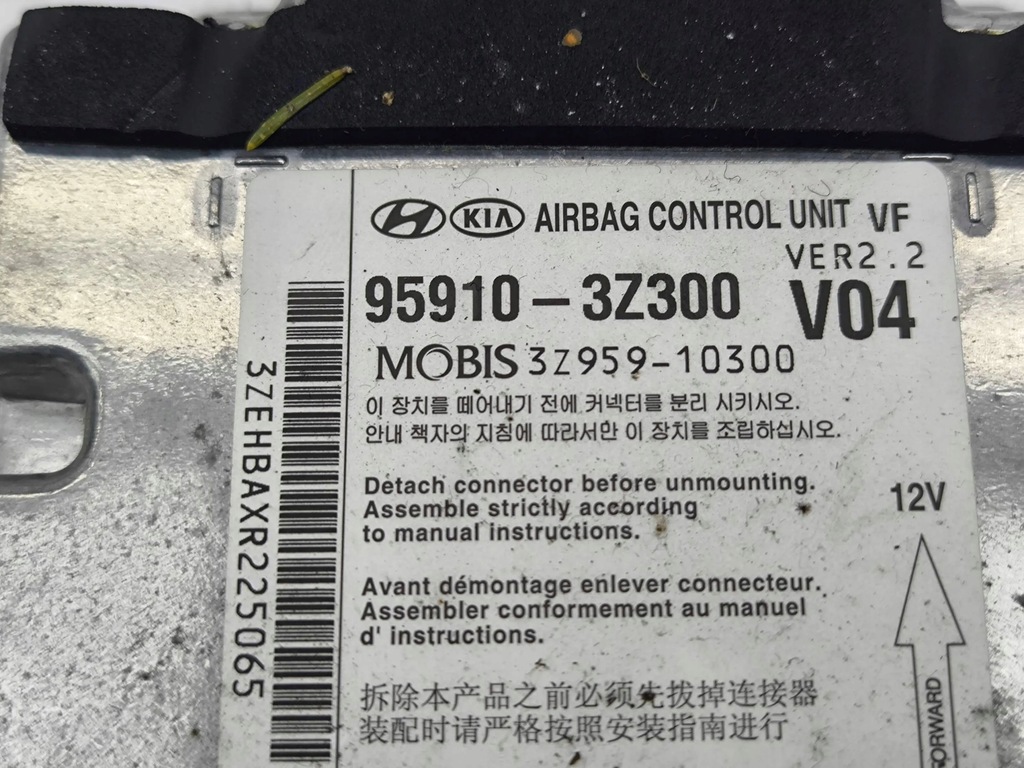 KIA AIRBAG CONTROL UNIT VF
VER2.2
95910-3Z300 V04
MOBIS 3Z959-10300
이 장치를 떼어내기 전에 커넥터를 분리 시키시오.
안내 책자의 지침에 따라서만 이 장치를 조립하십시오.
Detach connector before unmounting.
Assemble strictly according
to manual instructions.
12V
Avant démontage enlever connecteur.
Assembler conformement au manuel
d' instructions.
拆除本产品之前必须先拔掉连接器
装配时请严格按照安装指南进行
FORWARD
3ZEHBAXR225065